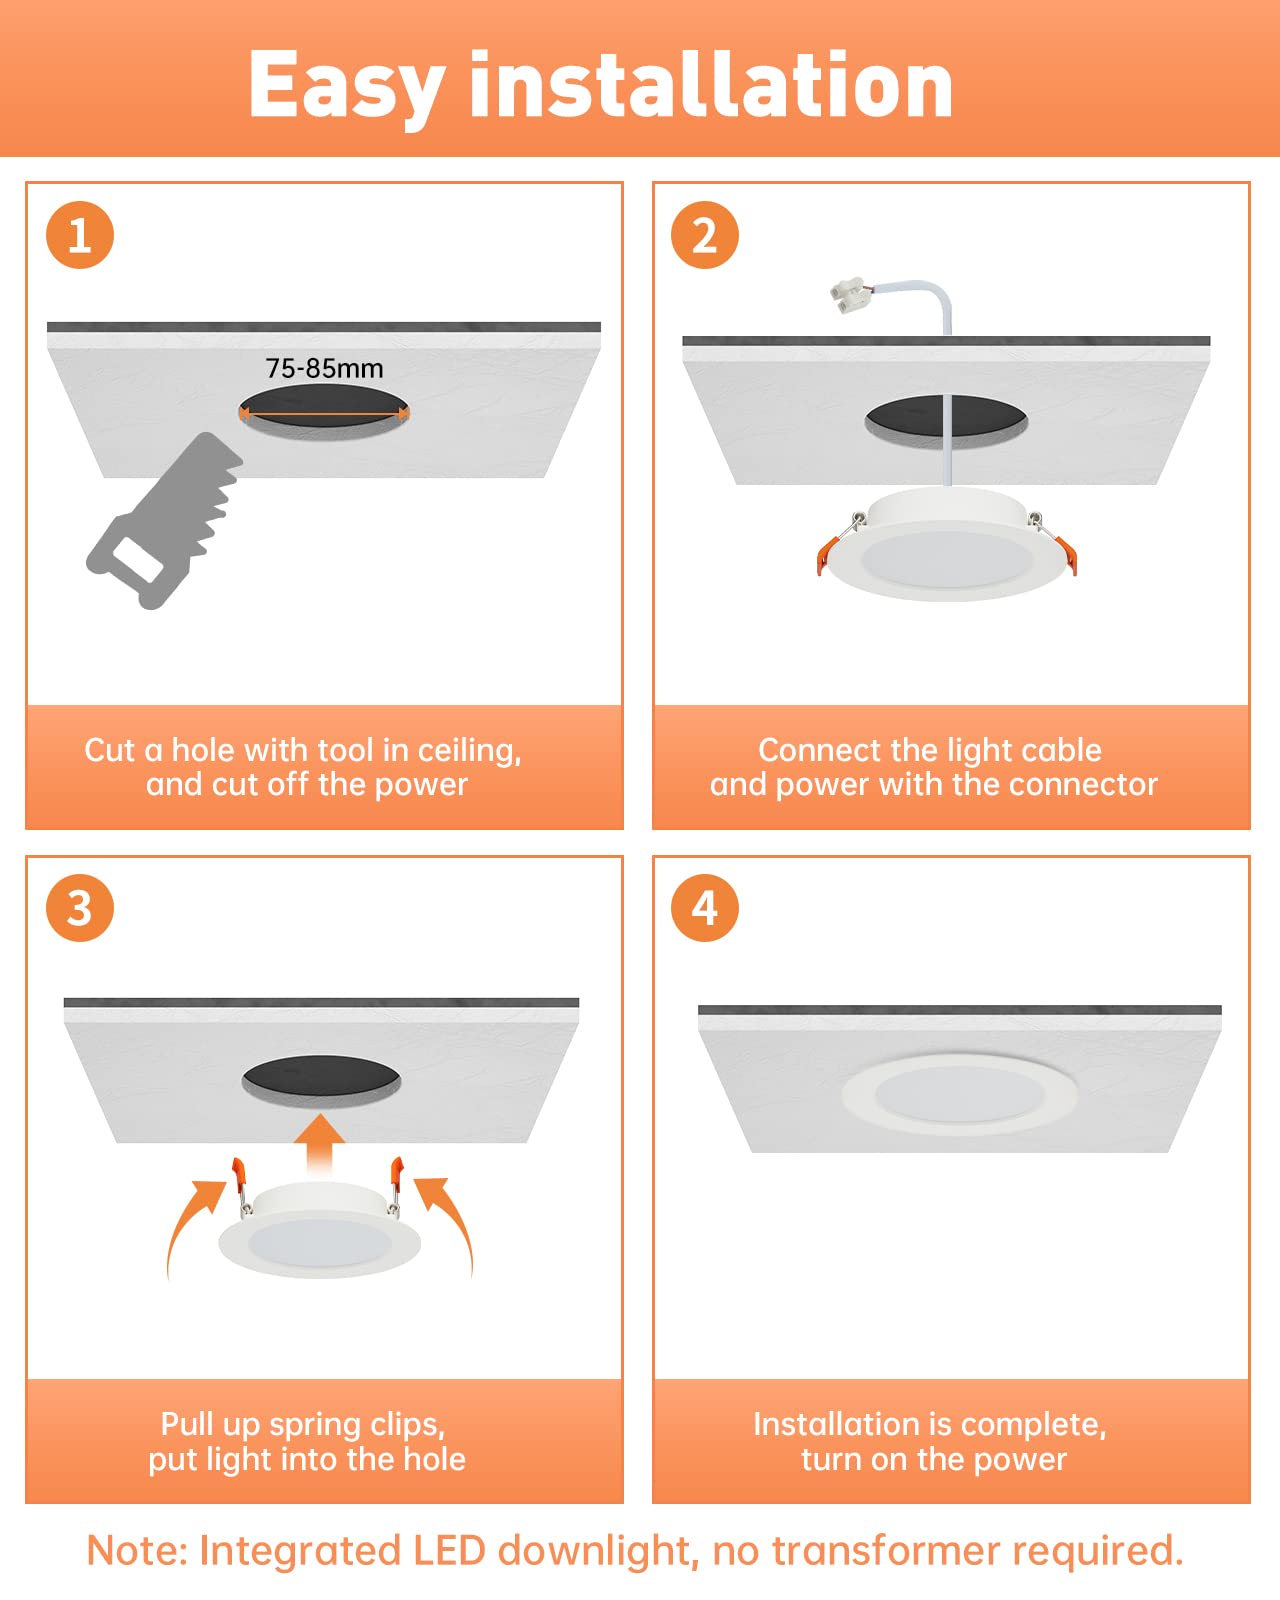 Easy installation
1
75-85mm
Cut a hole with tool in ceiling,
and cut off the power
2
Connect the light cable
and power with the connector
3
Pull up spring clips,
put light into the hole
4
Installation is complete,
turn on the power
Note: Integrated LED downlight, no transformer required.